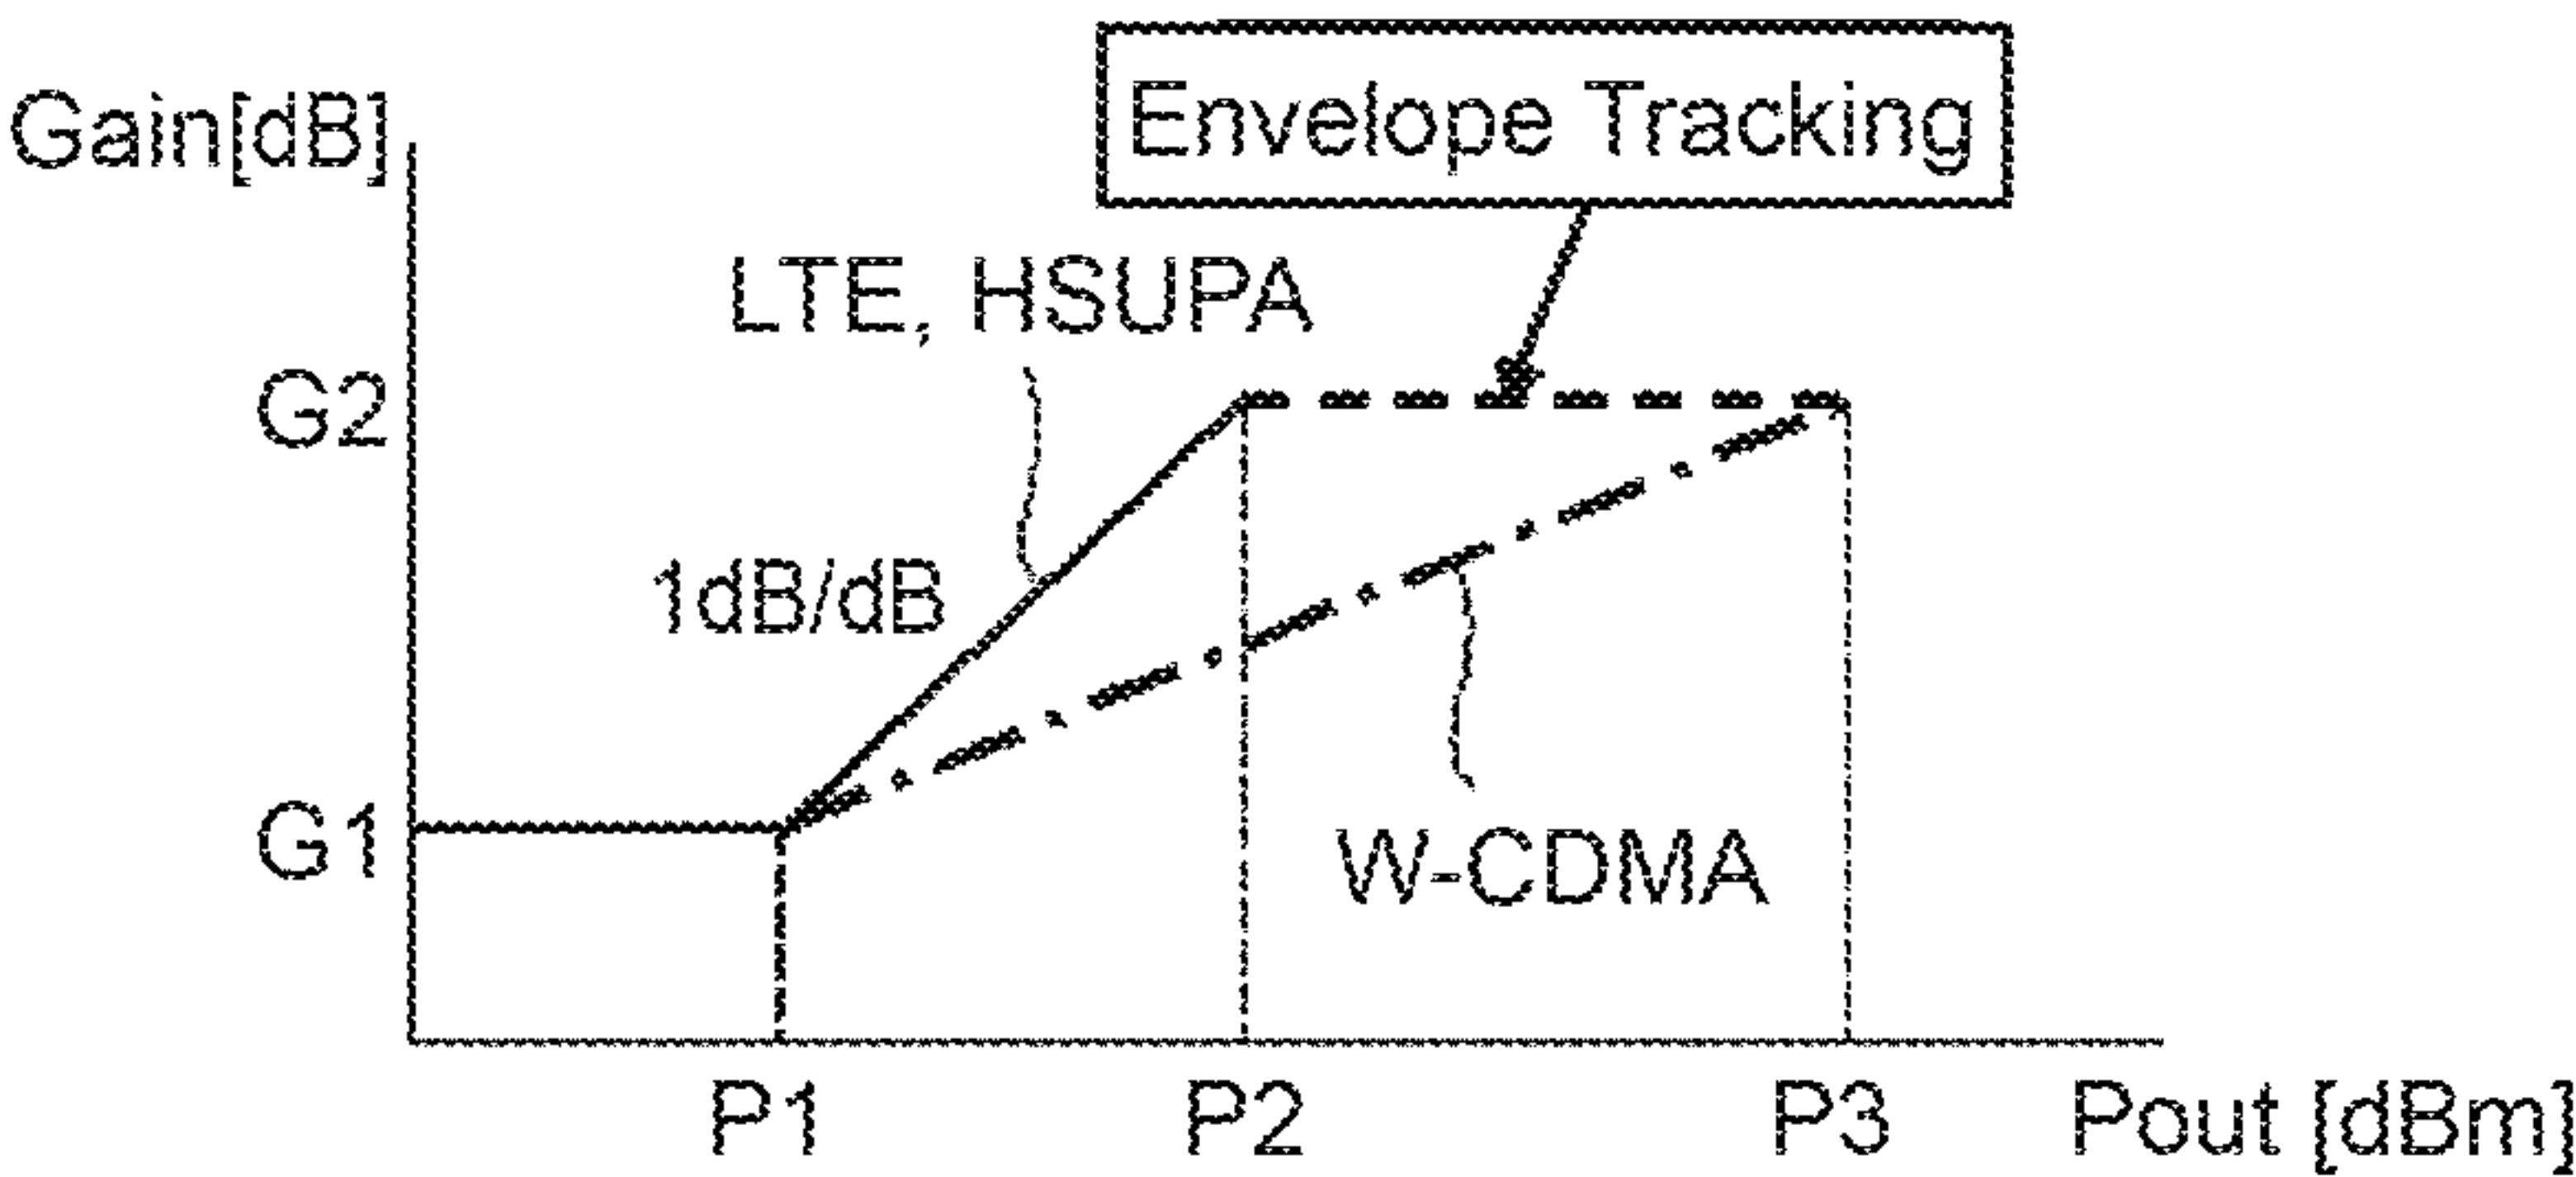 Envelope Tracking
Gain[dB]
LTE, HSUPA
G2
1dB/dB
G1
W-CDMA
P1 P2 P3 Pout [dBm]